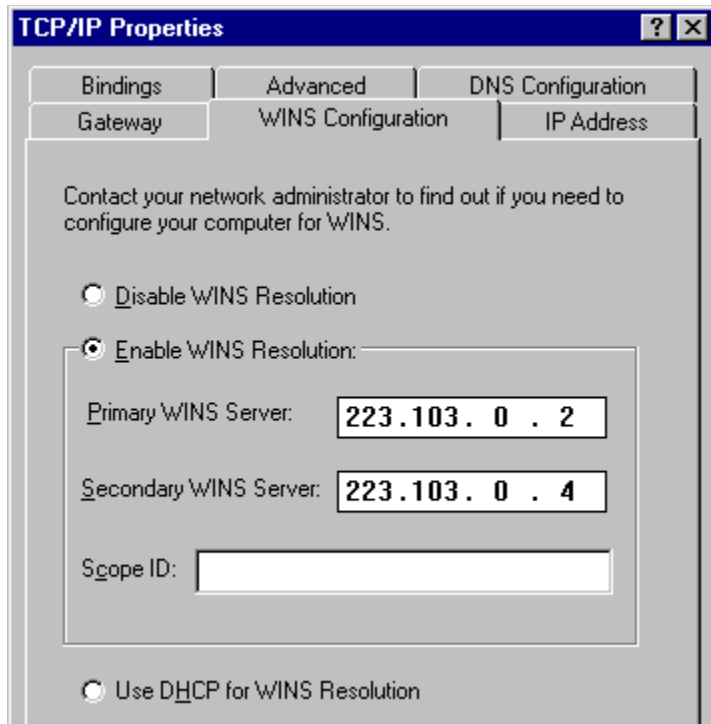 TCP/IP Properties
Bindings Advanced DNS Configuration
Gateway WINS Configuration IP Address
Contact your network administrator to find out if you need to
configure your computer for WINS.
Disable WINS Resolution
Enable WINS Resolution:
Primary WINS Server: 223.103. 0 . 2
Secondary WINS Server: 223.103. 0 . 4
Scope ID:
Use DHCP for WINS Resolution